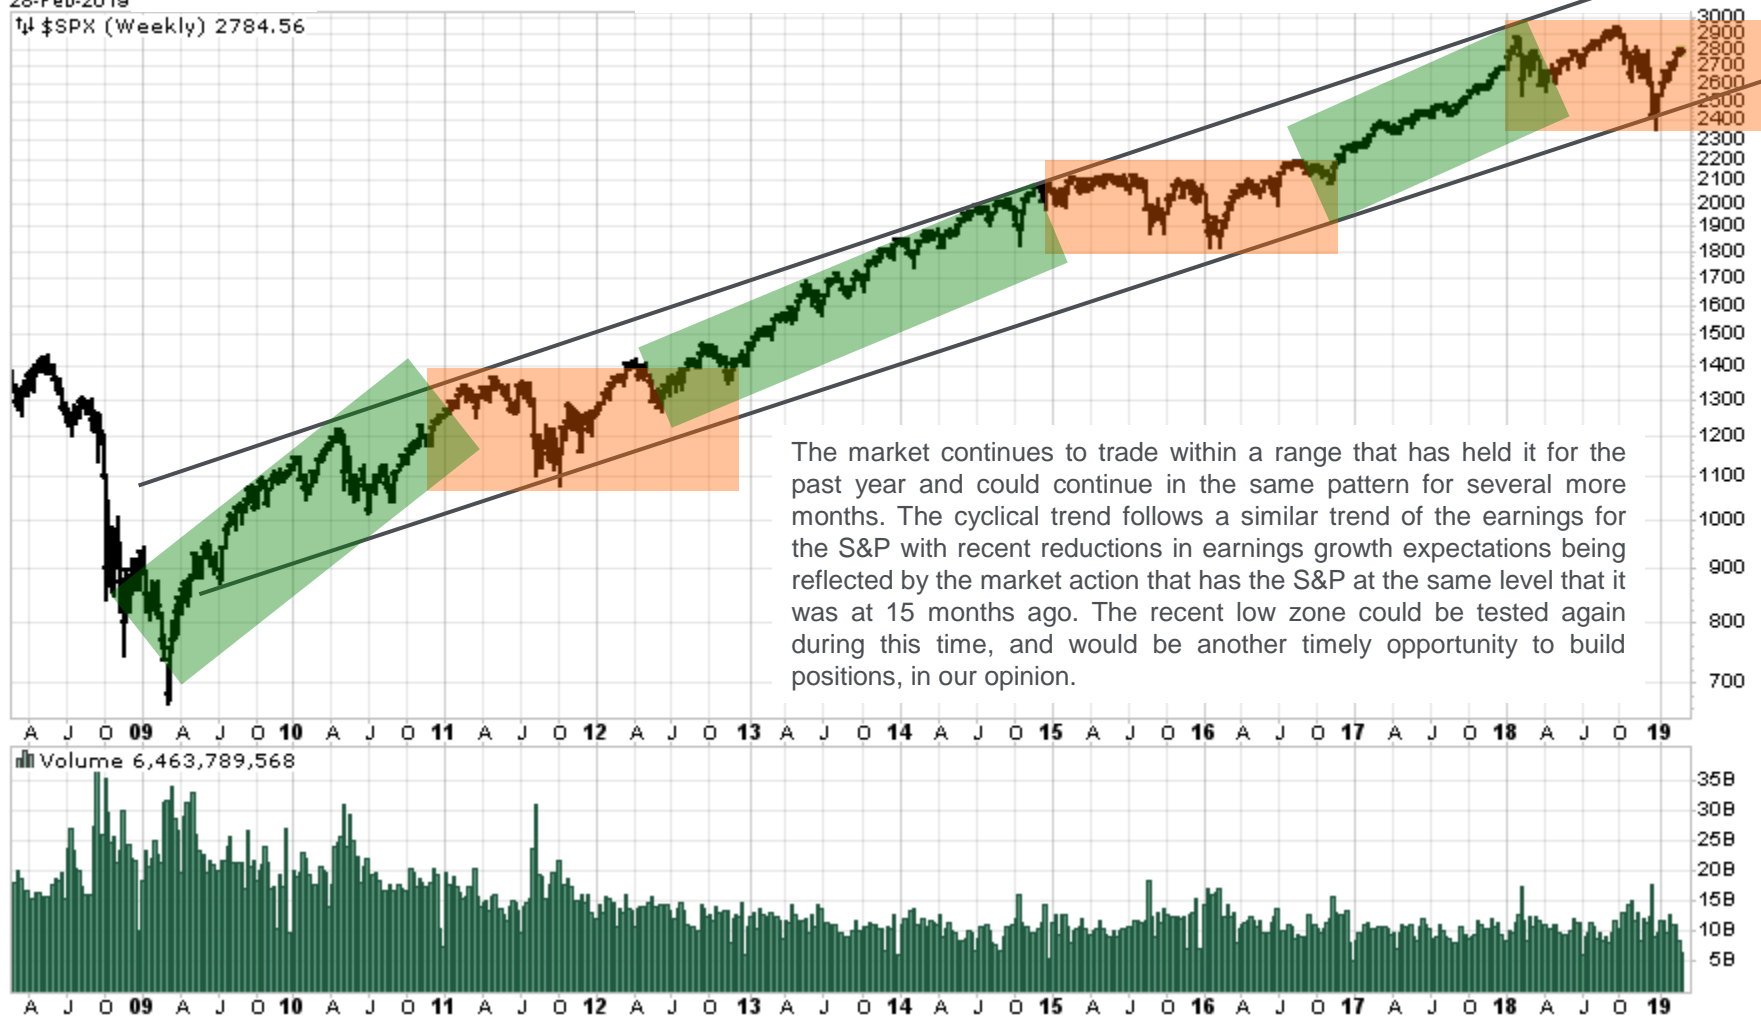 28-Feb-2019
$SPX (Weekly) 2784.56
3000
2900
2800
2700
2600
2500
2400
2300
2200
2100
2000
1900
1800
1700
1600
1500
1400
1300
1200
1100
1000
900
800
700
The market continues to trade within a range that has held it for the
past year and could continue in the same pattern for several more
months. The cyclical trend follows a similar trend of the earnings for
the S&P with recent reductions in earnings growth expectations being
reflected by the market action that has the S&P at the same level that it
was at 15 months ago. The recent low zone could be tested again
during this time, and would be another timely opportunity to build
positions, in our opinion.
A J O 09 A J O 10 A J O 11 A J O 12 A J O 13 A J O 14 A J O 15 A J O 16 A J O 17 A J O 18 A J O 19
Volume 6,463,789,568
35B
30B
25B
20B
15B
10B
5B
A J O 09 A J O 10 A J O 11 A J O 12 A J O 13 A J O 14 A J O 15 A J O 16 A J O 17 A J O 18 A J O 19